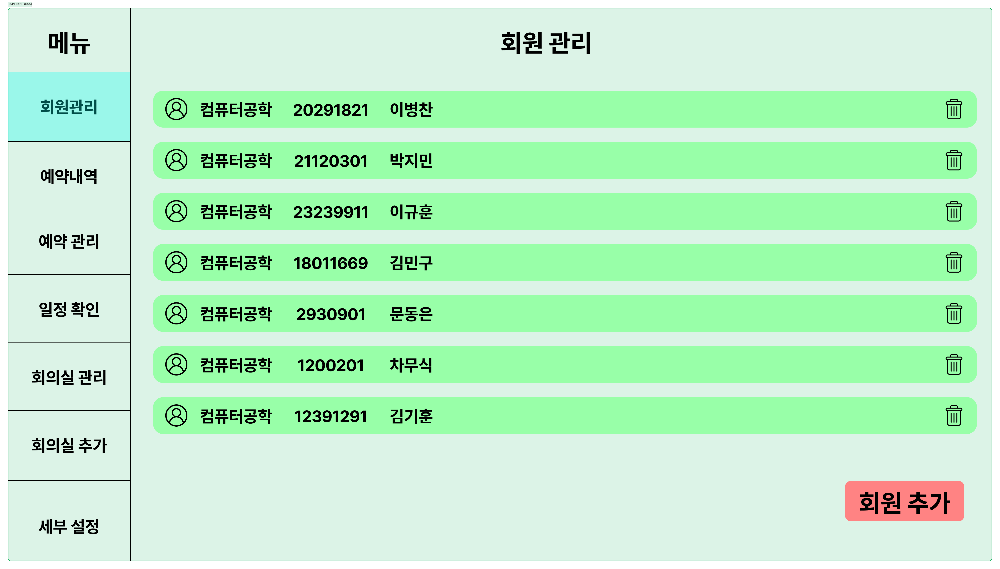 관리자 페이지 - 회원관리
메뉴
회원 관리
회원관리
예약내역
예약 관리
일정 확인
회의실 관리
회의실 추가
세부 설정
컴퓨터공학 20291821 이병찬
컴퓨터공학 21120301 박지민
컴퓨터공학 23239911 이규훈
컴퓨터공학 18011669 김민구
컴퓨터공학 2930901 문동은
컴퓨터공학 1200201 차무식
컴퓨터공학 12391291 김기훈
회원 추가